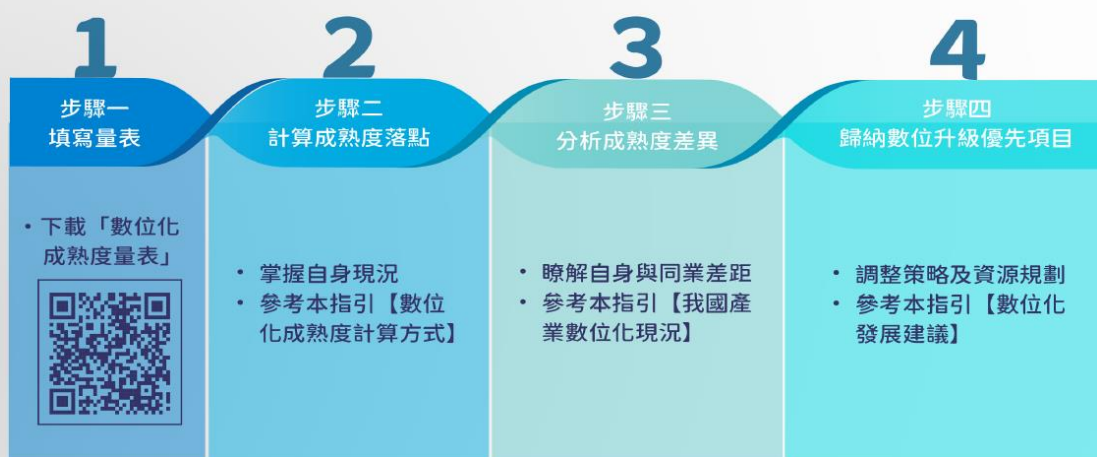 1
步驟一
填寫量表
• 下載「數位化
成熟度量表」
2
步驟二
計算成熟度落點
• 掌握自身現況
• 參考本指引【數位
化成熟度計算方式】
3
步驟三
分析成熟度差異
• 瞭解自身與同業差距
• 參考本指引【我國產
業數位化現況】
4
步驟四
歸納數位升級優先項目
• 調整策略及資源規劃
• 參考本指引【數位化
發展建議】